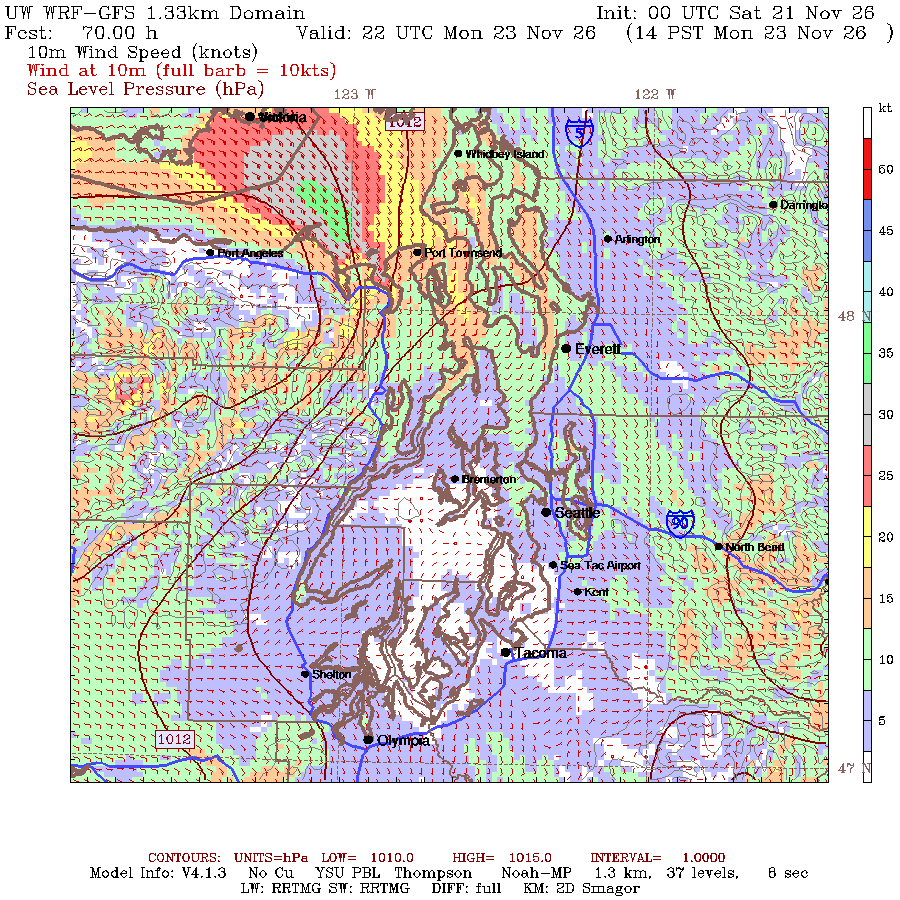 UW WRF-GFS 1.33km Domain Init: 00 UTC Sat 21 Nov 26
Fcst: 70.00 h Valid: 22 UTC Mon 23 Nov 26 (14 PST Mon 23 Nov 26 )
10m Wind Speed (knots)
Wind at 10m (full barb = 10kts)
Sea Level Pressure (hPa)
123 W 122 W
kt
Victoria
1012
5
Whidbey Island
60
Darringto
45
Arlington
Port Angeles
Port Townsend
40
48 N
Everett
35
30
25
Bremerton
Seattle
90
20
North Bend
Sea Tac Airport
Kent
15
Tacoma
10
Shelton
5
1012
Olympia
47 N
CONTOURS: UNITS=hPa LOW= 1010.0 HIGH= 1015.0 INTERVAL= 1.0000
Model Info: V4.1.3 No Cu YSU PBL Thompson Noah-MP 1.3 km, 37 levels, 8 sec
LW: RRTMG SW: RRTMG DIFF: full KM: 2D Smagor